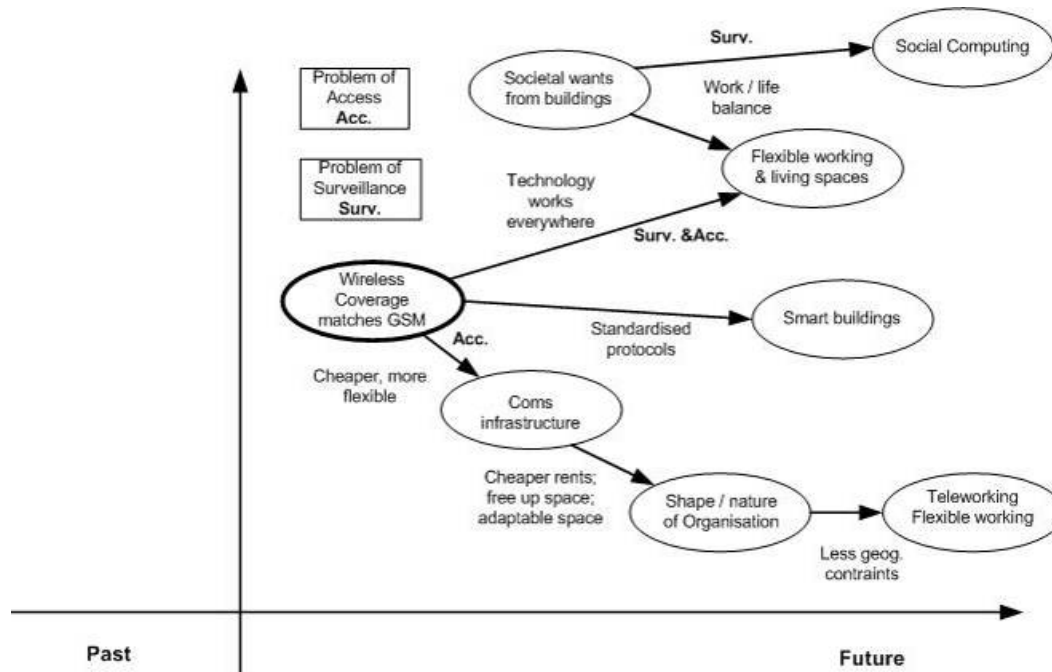 Problem of
Access
Acc.
Problem of
Surveillance
Surv.
Societal wants
from buildings
Surv.
Social Computing
Work / life
balance
Flexible working
& living spaces
Technology
works
everywhere
Surv. &Acc.
Wireless
Coverage
matches GSM
Standardised
protocols
Smart buildings
Acc.
Cheaper, more
flexible
Coms
infrastructure
Cheaper rents;
free up space;
adaptable space
Shape / nature
of Organisation
Less geog.
contraints
Teleworking
Flexible working
Past
Future